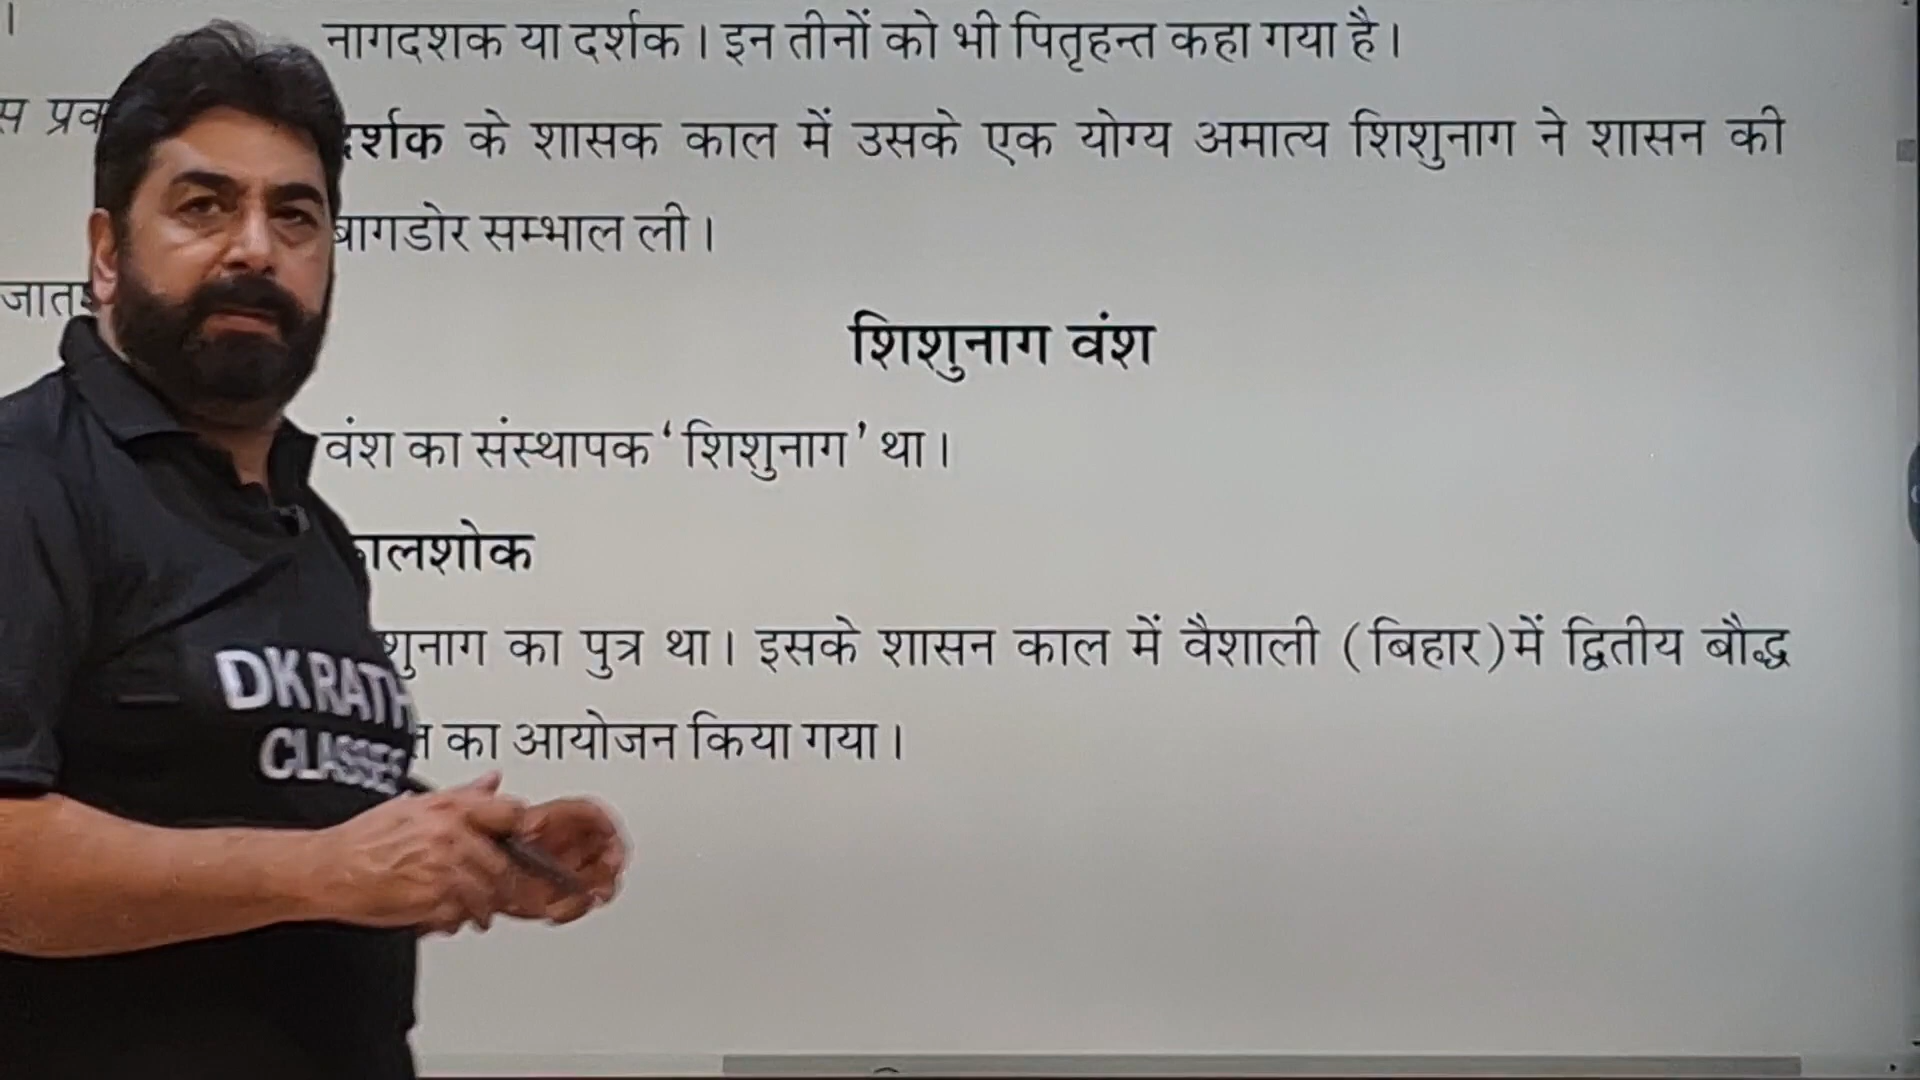 नागदशक या दर्शक । इन तीनों को भी पितृहन्त कहा गया है ।
दर्शक के शासक काल में उसके एक योग्य अमात्य शिशुनाग ने शासन की
बागडोर सम्भाल ली ।
शिशुनाग वंश
वंश का संस्थापक ‘शिशुनाग’ था ।
का पुत्र था । इसके शासन काल में वैशाली (बिहार)में द्वितीय बौद्ध
का आयोजन किया गया ।
DK RATH
CLASSES